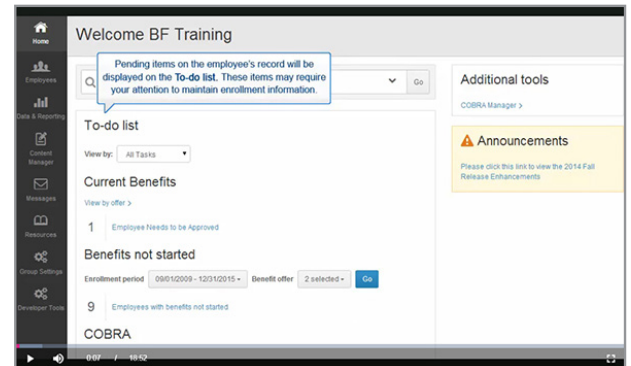 Home
Employees
Data & Reporting
Content
Manager
Messages
Resources
Group Settings
Developer Tools
Welcome BF Training
Pending items on the employee's record will be
displayed on the To-do list. These items may require
your attention to maintain enrollment information.
Go
To-do list
View by: All Tasks
Current Benefits
View by offer >
1 Employee Needs to be Approved
Benefits not started
Enrollment period 09/01/2009 - 12/31/2015 Benefit offer 2 selected Go
9 Employees with benefits not started
COBRA
Additional tools
COBRA Manager >
Announcements
Please click this link to view the 2014 Fall
Release Enhancements
0:07 / 18:52